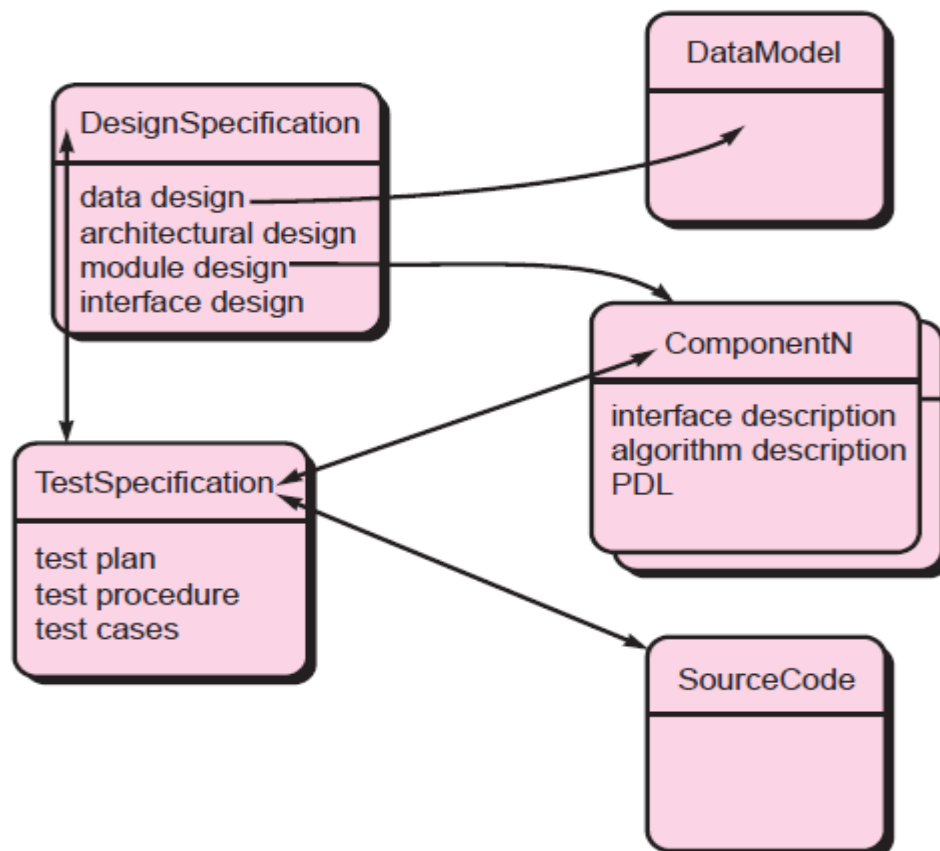 DataModel
DesignSpecification
data design
architectural design
module design
interface design
ComponentN
interface description
algorithm description
PDL
TestSpecification
test plan
test procedure
test cases
SourceCode